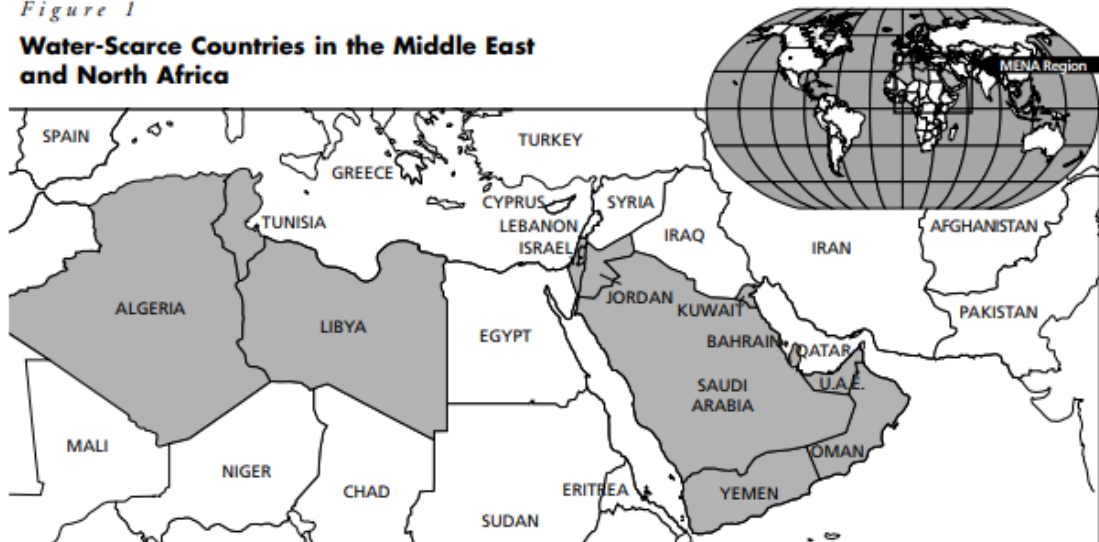 Figure 1
Water-Scarce Countries in the Middle East
and North Africa
MENA Region
SPAIN
TURKEY
GREECE
CYPRUS
SYRIA
TUNISIA
LEBANON
ISRAEL
IRAQ
IRAN
AFGHANISTAN
ALGERIA
LIBYA
EGYPT
JORDAN
KUWAIT
PAKISTAN
BAHRAIN
QATAR
SAUDI
ARABIA
U.A.E.
MALI
NIGER
CHAD
SUDAN
ERITREA
YEMEN
OMAN